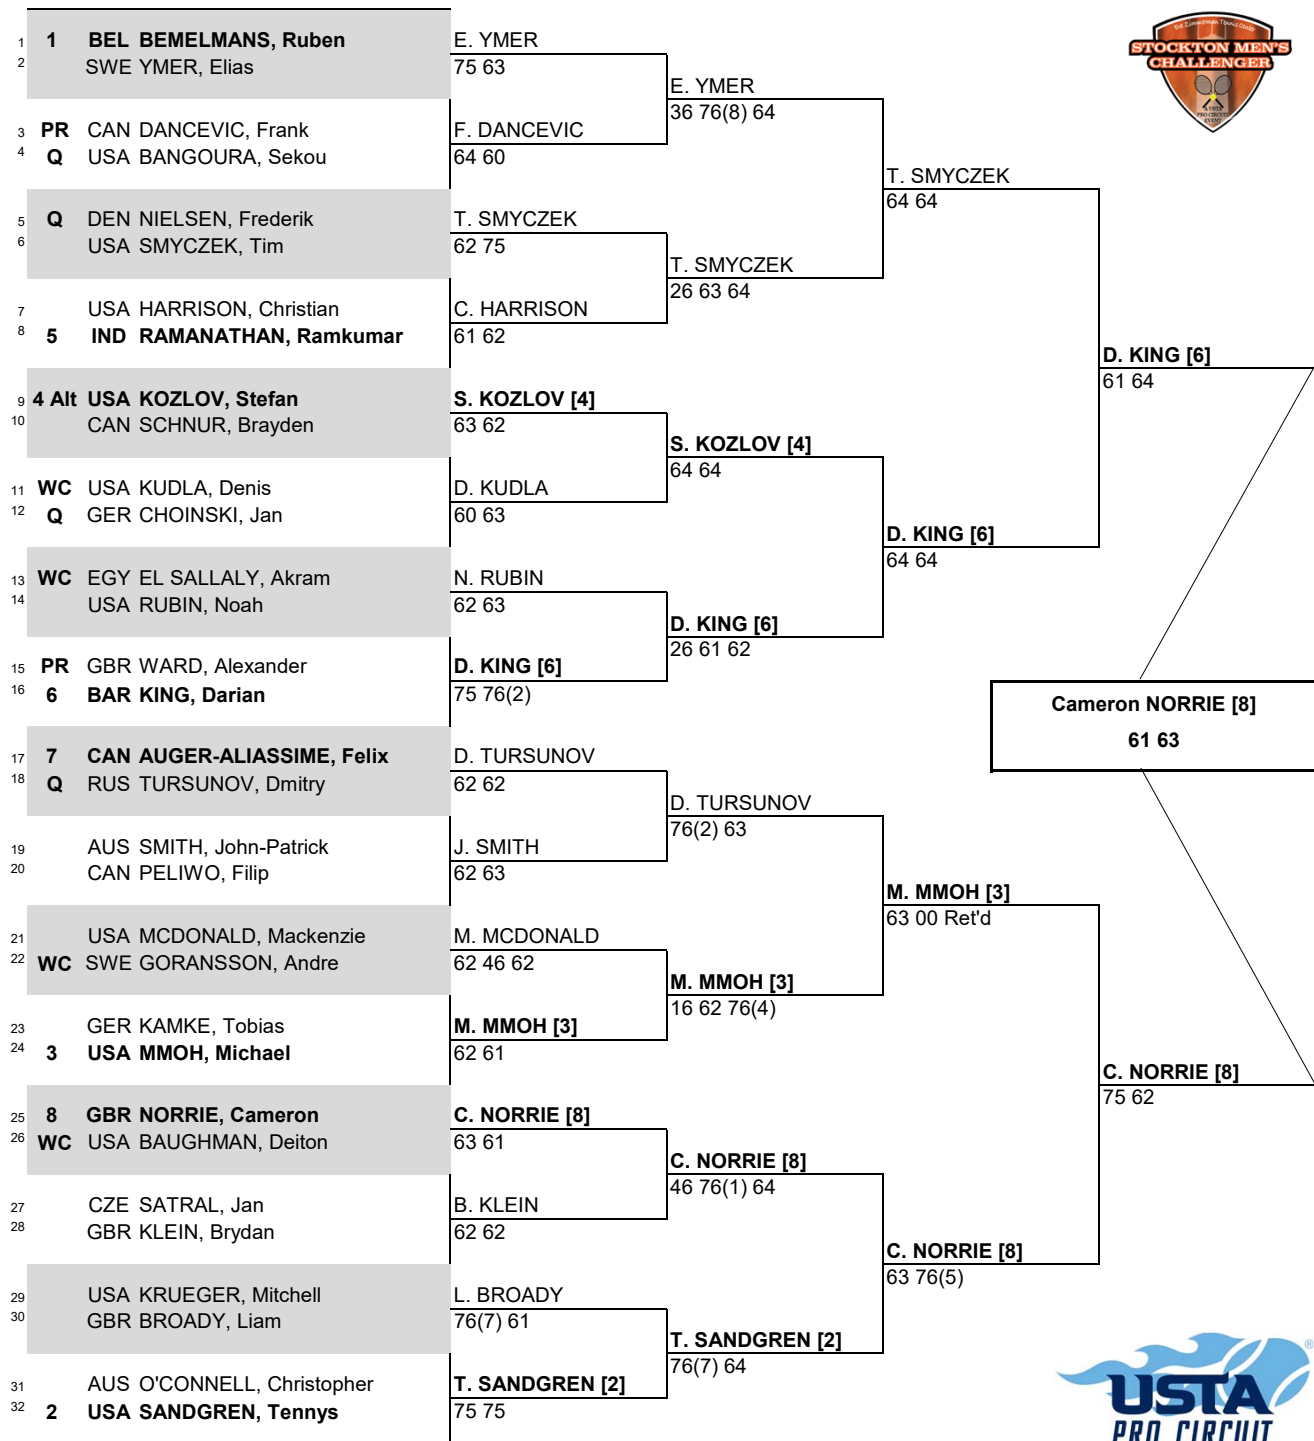 1 1 BEL BEMELMANS, Ruben
2 SWE YMER, Elias
3 PR CAN DANCEVIC, Frank
4 Q USA BANGOURA, Sekou
5 Q DEN NIELSEN, Frederik
6 USA SMYCZEK, Tim
7 USA HARRISON, Christian
8 5 IND RAMANATHAN, Ramkumar
9 4 Alt USA KOZLOV, Stefan
10 CAN SCHNUR, Brayden
11 WC USA KUDLA, Denis
12 Q GER CHOINSKI, Jan
13 WC EGY EL SALLALY, Akram
14 USA RUBIN, Noah
15 PR GBR WARD, Alexander
16 6 BAR KING, Darian
17 7 CAN AUGER-ALIASSIME, Felix
18 Q RUS TURSUNOV, Dmitry
19 AUS SMITH, John-Patrick
20 CAN PELIWO, Filip
21 USA MCDONALD, Mackenzie
22 WC SWE GORANSSON, Andre
23 GER KAMKE, Tobias
24 3 USA MMOH, Michael
25 8 GBR NORRIE, Cameron
26 WC USA BAUGHMAN, Deiton
27 CZE SATRAL, Jan
28 GBR KLEIN, Brydan
29 USA KRUEGER, Mitchell
30 GBR BROADY, Liam
31 AUS O'CONNELL, Christopher
32 2 USA SANDGREN, Tennys
E. YMER
75 63
F. DANCEVIC
64 60
T. SMYCZEK
62 75
C. HARRISON
61 62
S. KOZLOV [4]
63 62
D. KUDLA
60 63
N. RUBIN
62 63
D. KING [6]
75 76(2)
D. TURSUNOV
62 62
J. SMITH
62 63
M. MCDONALD
62 46 62
M. MMOH [3]
62 61
C. NORRIE [8]
63 61
B. KLEIN
62 62
L. BROADY
76(7) 61
T. SANDGREN [2]
75 75
E. YMER
36 76(8) 64
T. SMYCZEK
26 63 64
S. KOZLOV [4]
64 64
D. KING [6]
26 61 62
D. TURSUNOV
76(2) 63
M. MMOH [3]
16 62 76(4)
C. NORRIE [8]
46 76(1) 64
T. SANDGREN [2]
76(7) 64
T. SMYCZEK
64 64
D. KING [6]
64 64
M. MMOH [3]
63 00 Ret'd
C. NORRIE [8]
63 76(5)
D. KING [6]
61 64
C. NORRIE [8]
75 62
Cameron NORRIE [8]
61 63
STOCKTON MEN'S
CHALLENGER
A USTA
PRO CIRCUIT
EVENT
USTA
PRO CIRCUIT